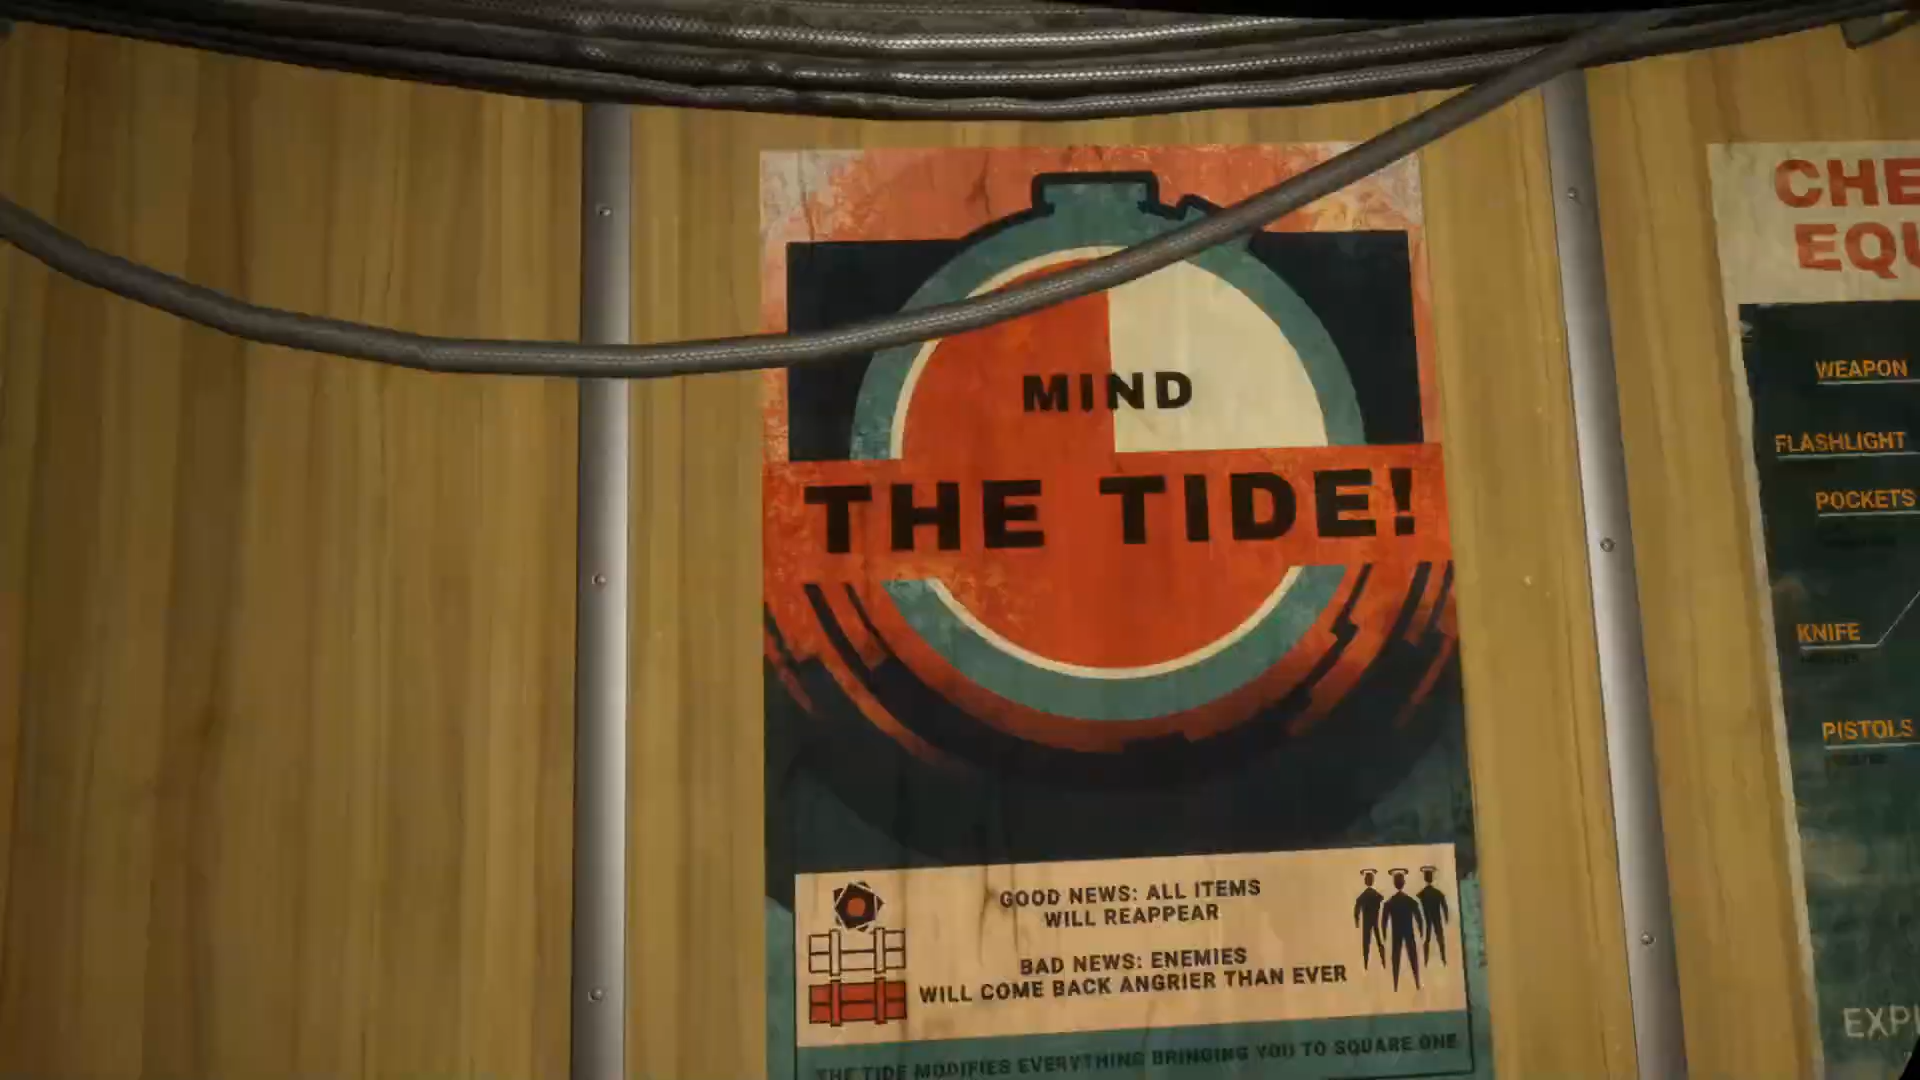 MIND
THE TIDE!
GOOD NEWS: ALL ITEMS
WILL REAPPEAR
BAD NEWS: ENEMIES
WILL COME BACK ANGRIER THAN EVER
THE TIDE MODIFIES EVERYTHING BRINGING YOU TO SQUARE ONE
CHE
EQU
WEAPON
FLASHLIGHT
POCKETS
KNIFE
PISTOLS
EXPL